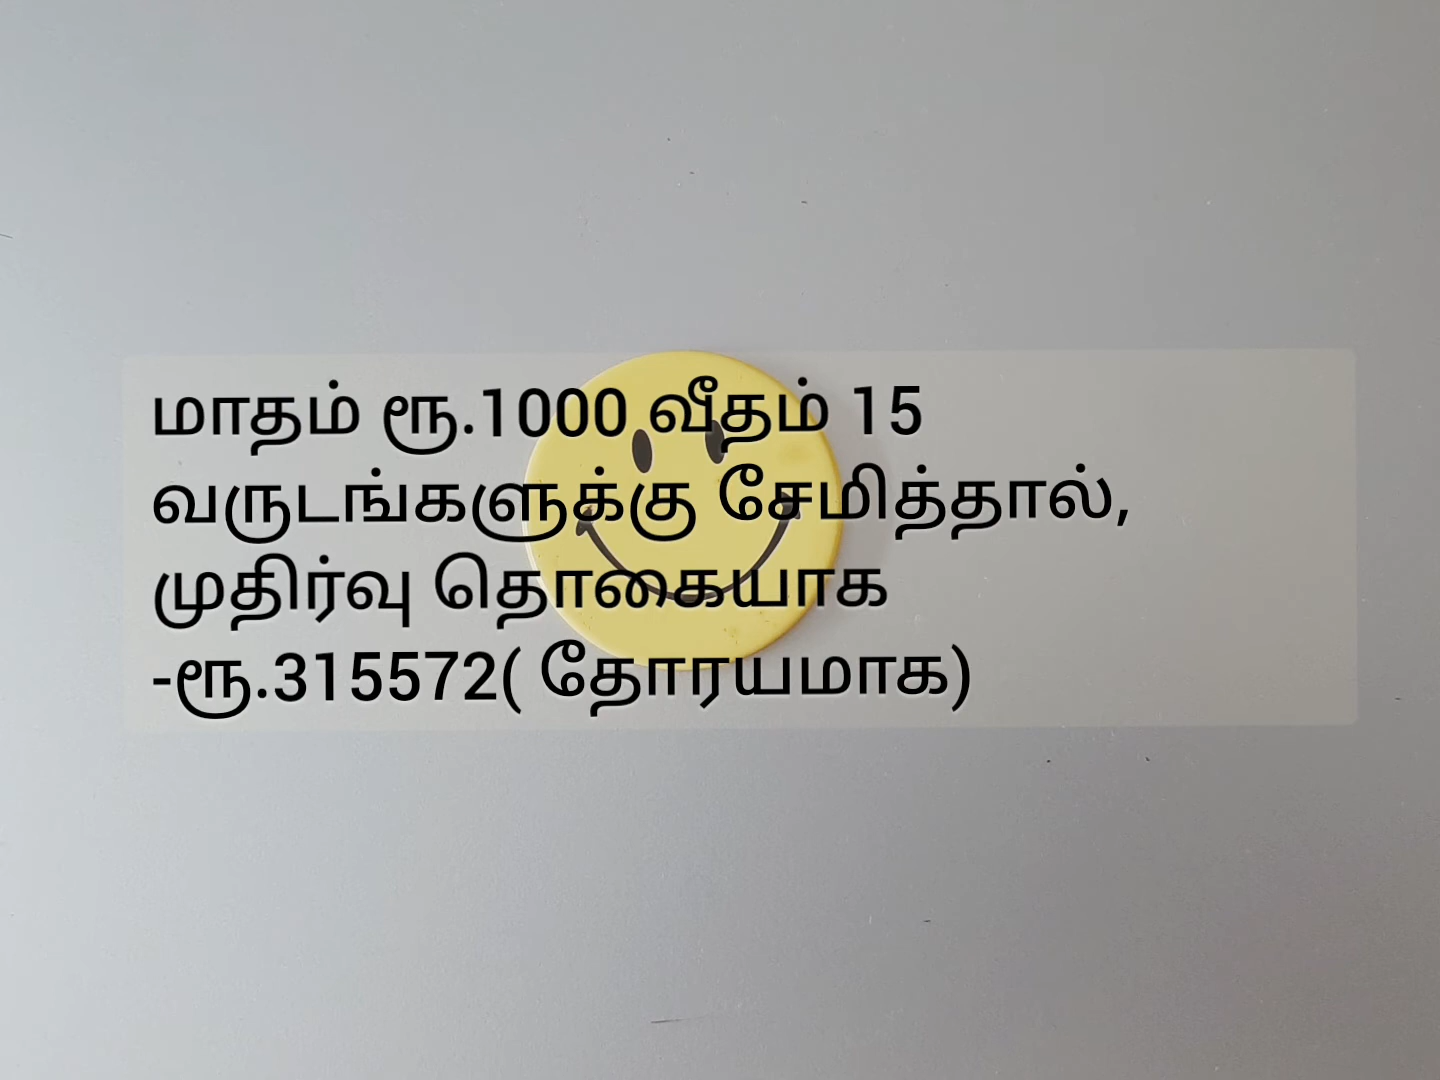 மாதம் ரூ.1000 வீதம் 15
வருடங்களுக்கு சேமித்தால்,
முதிர்வு தொகையாக
-ரூ.315572( தோரயமாக)